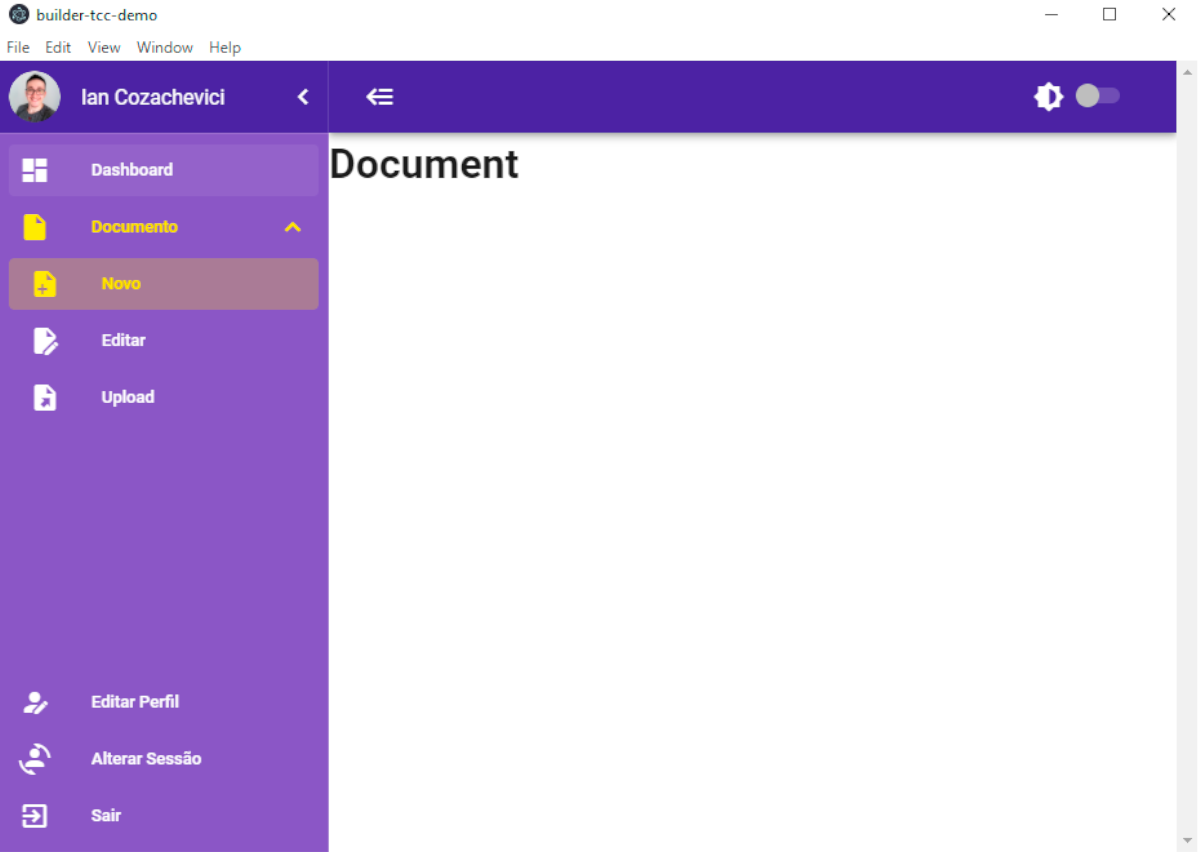 builder-tcc-demo
File Edit View Window Help
Ian Cozachevici
Dashboard
Document
Documento
Novo
Editar
Upload
Editar Perfil
Alterar Sessão
Sair